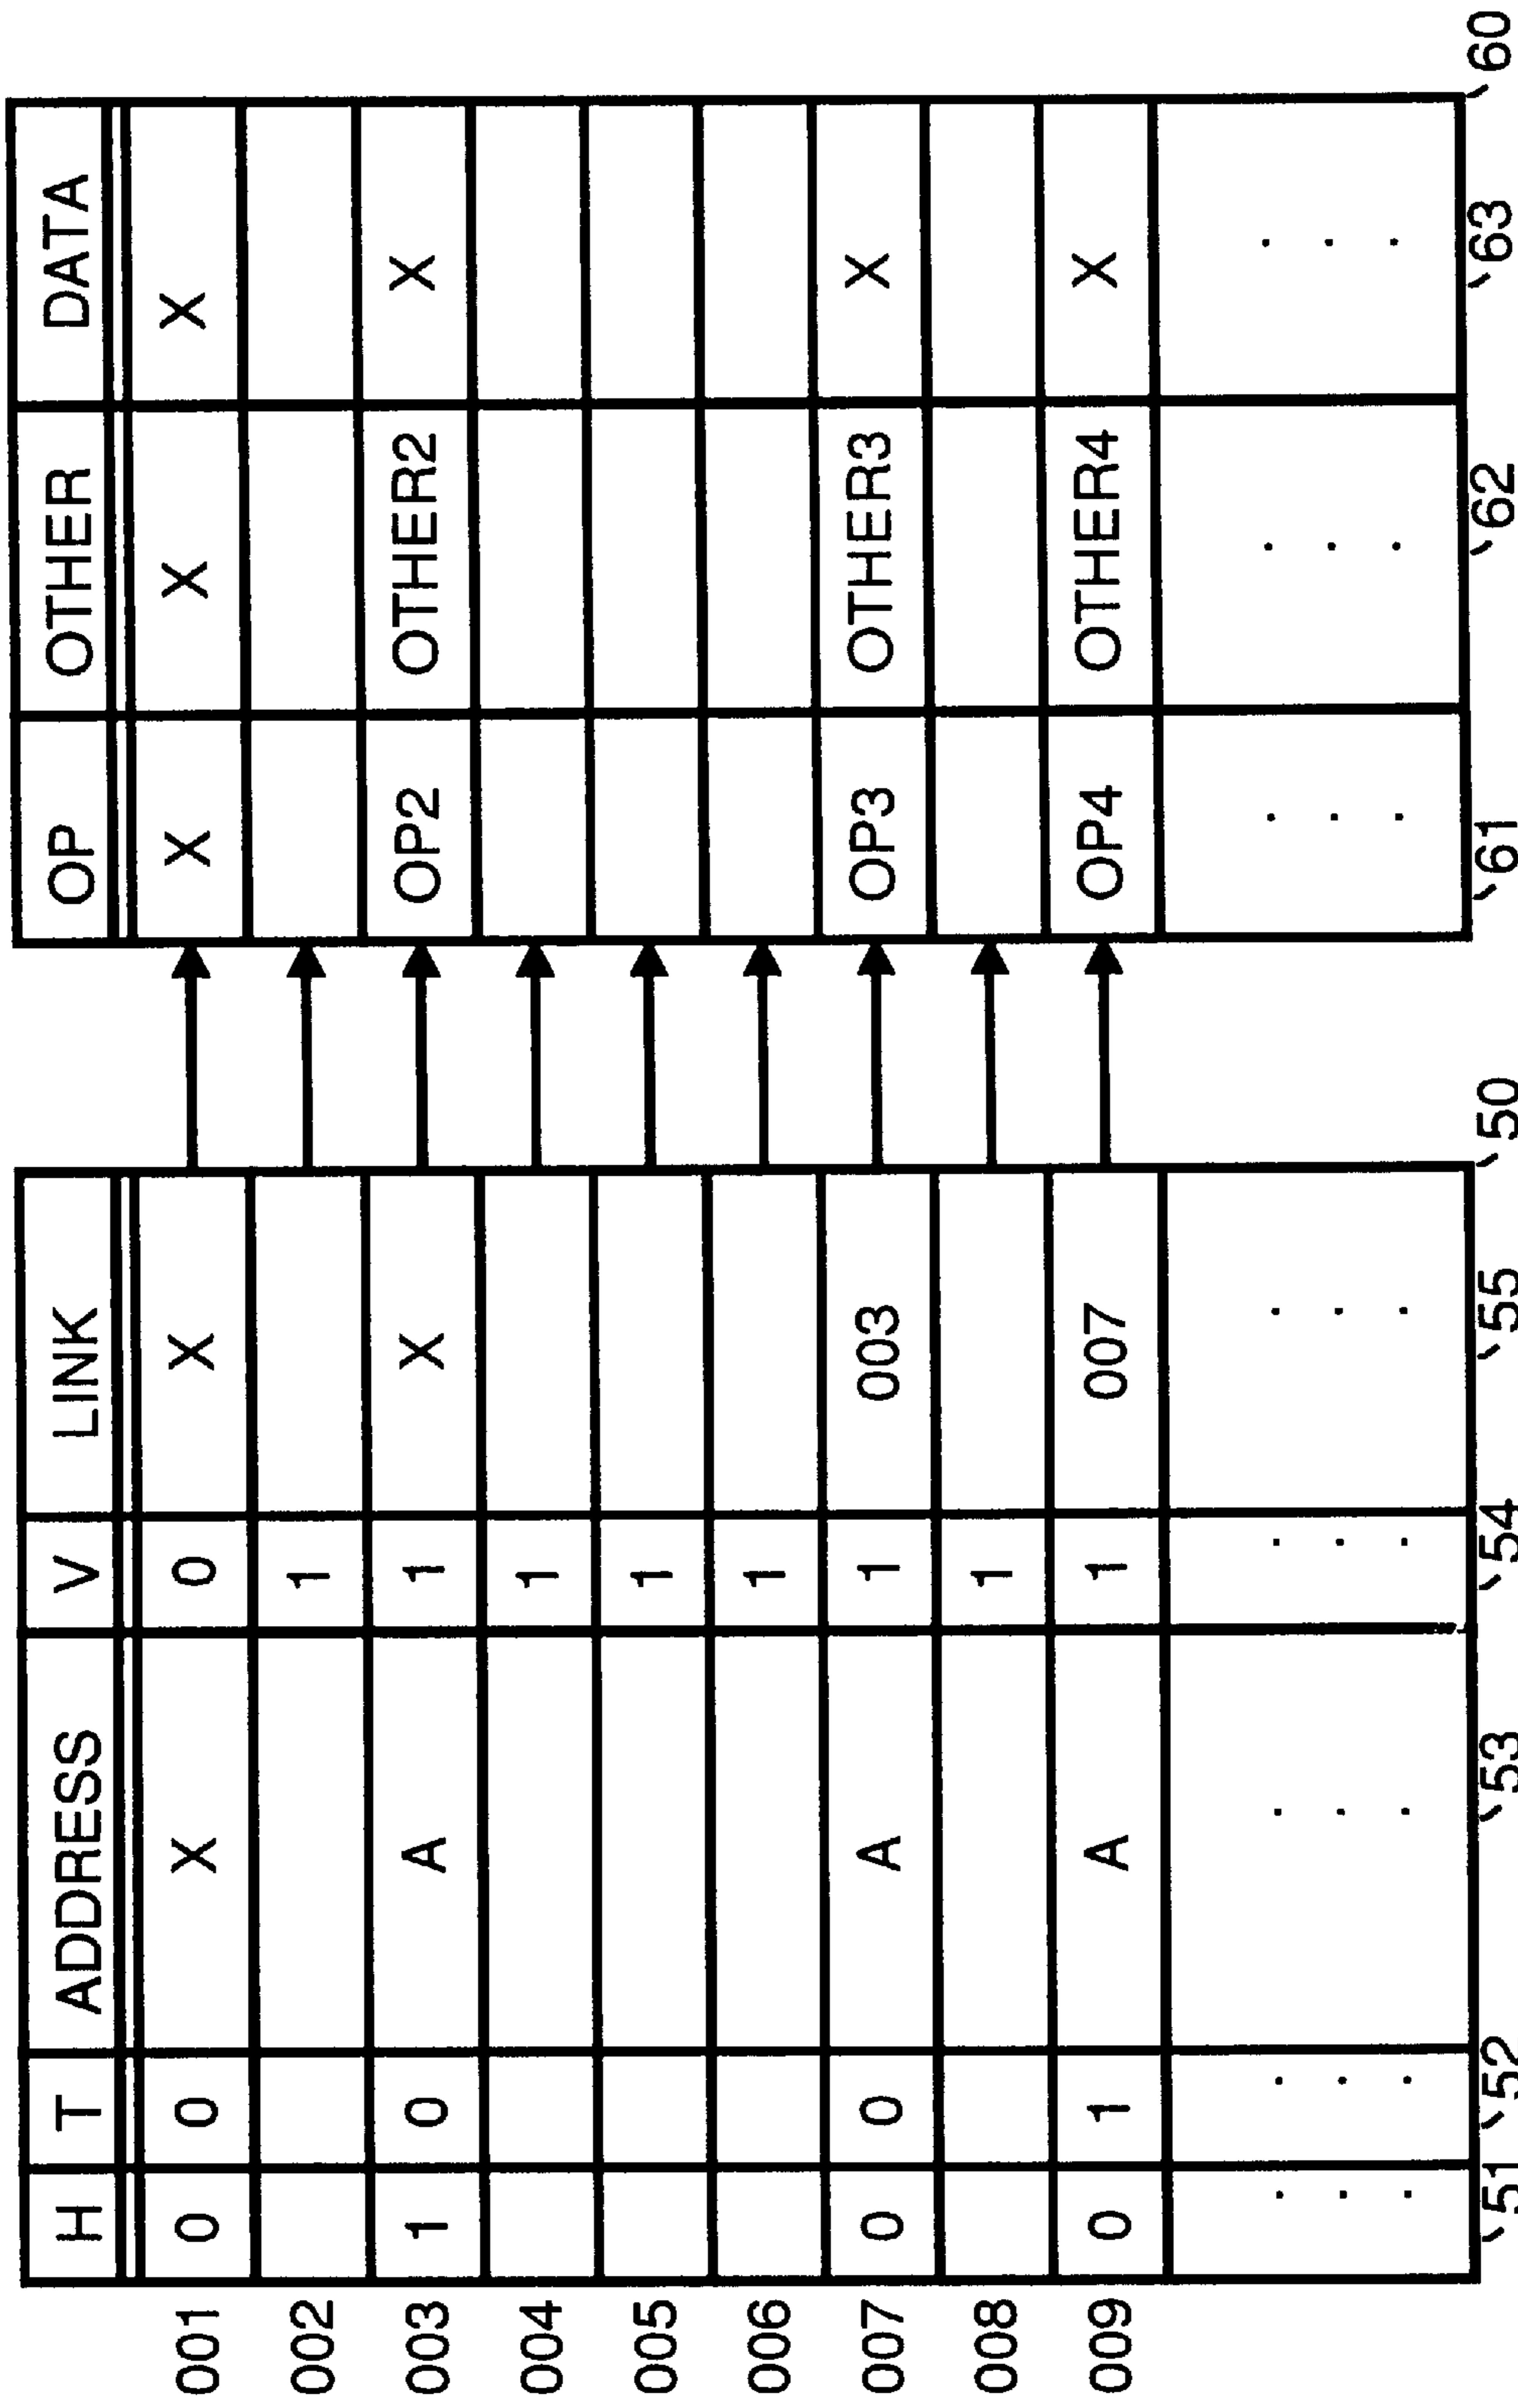 H T ADDRESS V LINK OP OTHER DATA
001 0 0 X 0 X X X X
002 1
003 1 0 A 1 X OP2 OTHER2 X
004 1
005 1
006 1
007 0 0 A 1 003 OP3 OTHER3 X
008 1
009 0 1 A 1 007 OP4 OTHER4 X
51 52 53 54 55 50 61 62 63 60